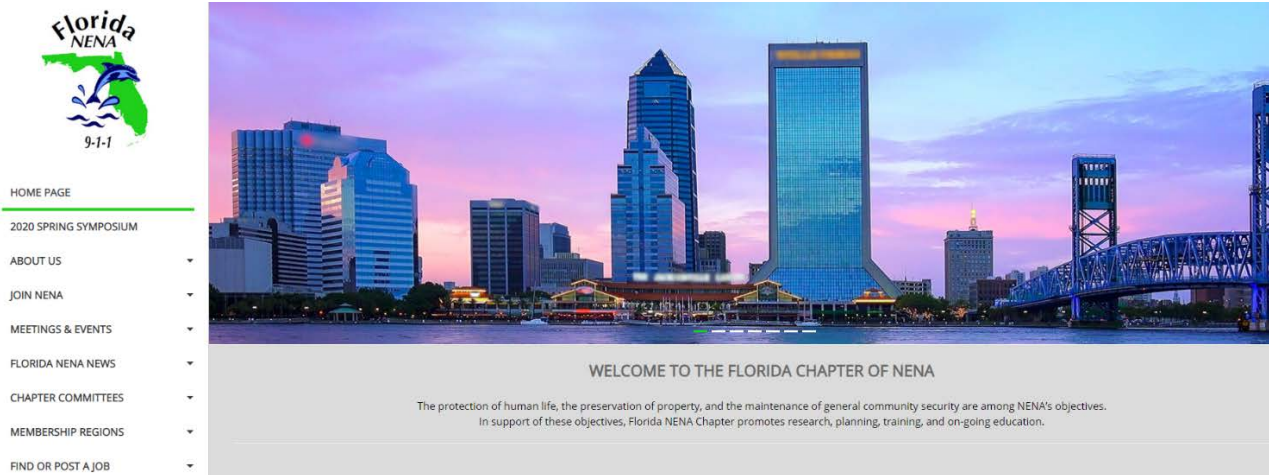 Florida
NENA
9-1-1
HOME PAGE
2020 SPRING SYMPOSIUM
ABOUT US
JOIN NENA
MEETINGS & EVENTS
FLORIDA NENA NEWS
CHAPTER COMMITTEES
MEMBERSHIP REGIONS
FIND OR POST A JOB
WELCOME TO THE FLORIDA CHAPTER OF NENA
The protection of human life, the preservation of property, and the maintenance of general community security are among NENA's objectives.
In support of these objectives, Florida NENA Chapter promotes research, planning, training, and on-going education.